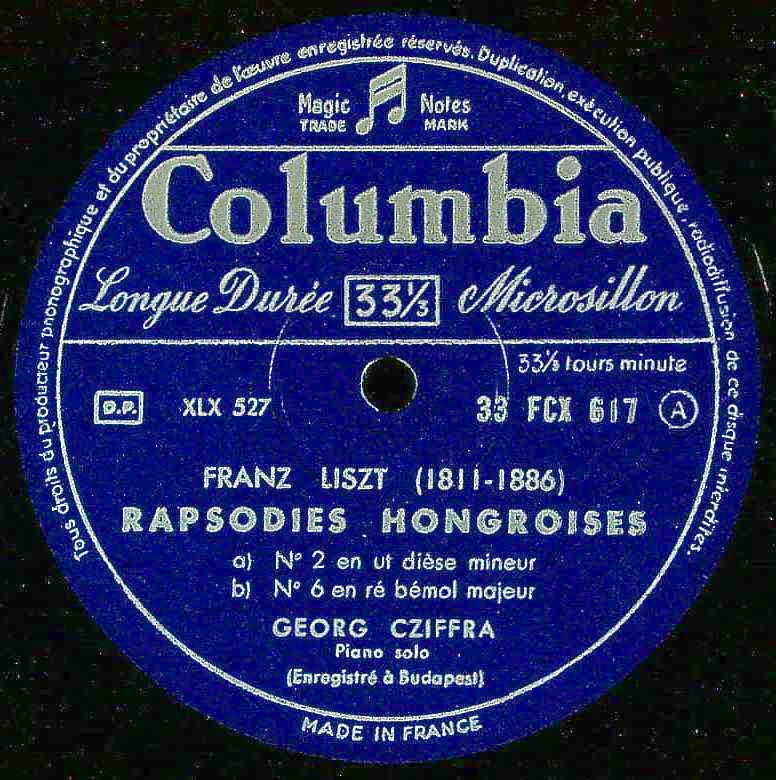 Tous droits du producteur phonographique et du propriétaire de l'œuvre enregistrée réservés. Duplication, exécution publique, radiodiffusion de ce disque interdites.
Magic Notes
TRADE MARK
Columbia
Longue Durée 33⅓ Microsillon
33⅓ tours minute
D.P. XLX 527 33 FCX 617 A
FRANZ LISZT (1811-1886)
RAPSODIES HONGROISES
a) N° 2 en ut dièse mineur
b) N° 6 en ré bémol majeur
GEORG CZIFFRA
Piano solo
(Enregistré à Budapest)
MADE IN FRANCE